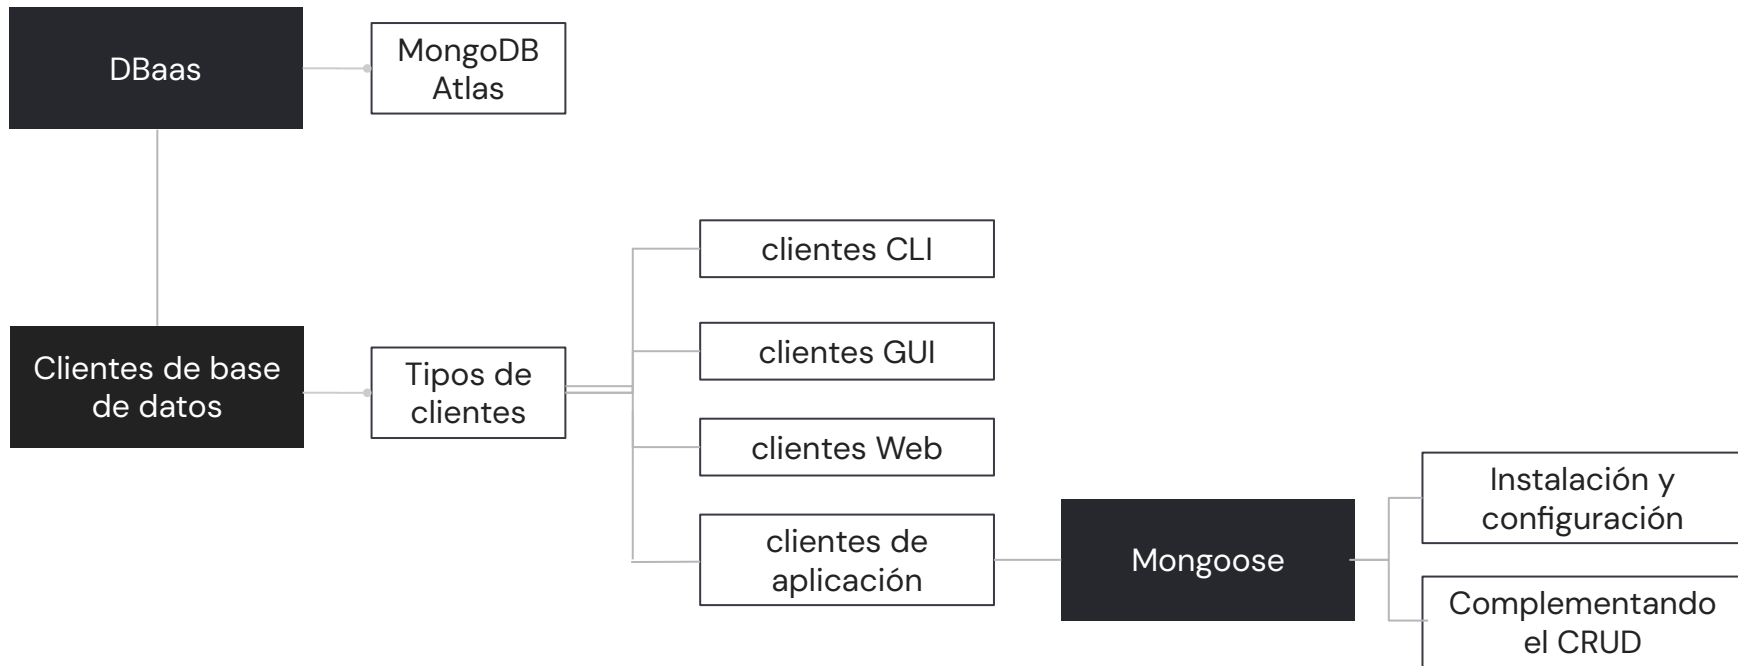 DBaas
MongoDB
Atlas
Clientes de base
de datos
Tipos de
clientes
clientes CLI
clientes GUI
clientes Web
clientes de
aplicación
Mongoose
Instalación y
configuración
Complementando
el CRUD